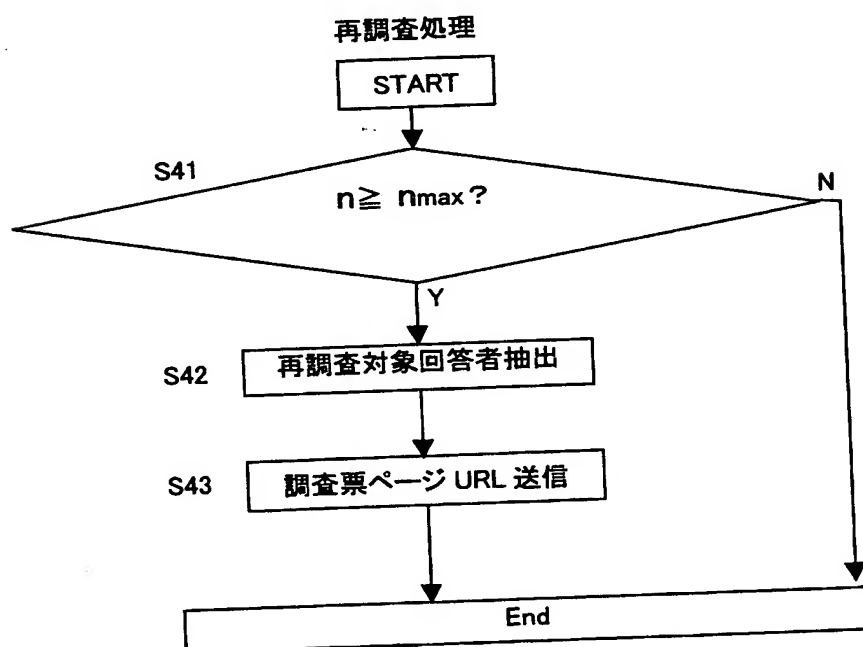 再調査処理
START
S41
n≧ nmax?
N
Y
S42
再調査対象回答者抽出
S43
調査票ページ URL 送信
End